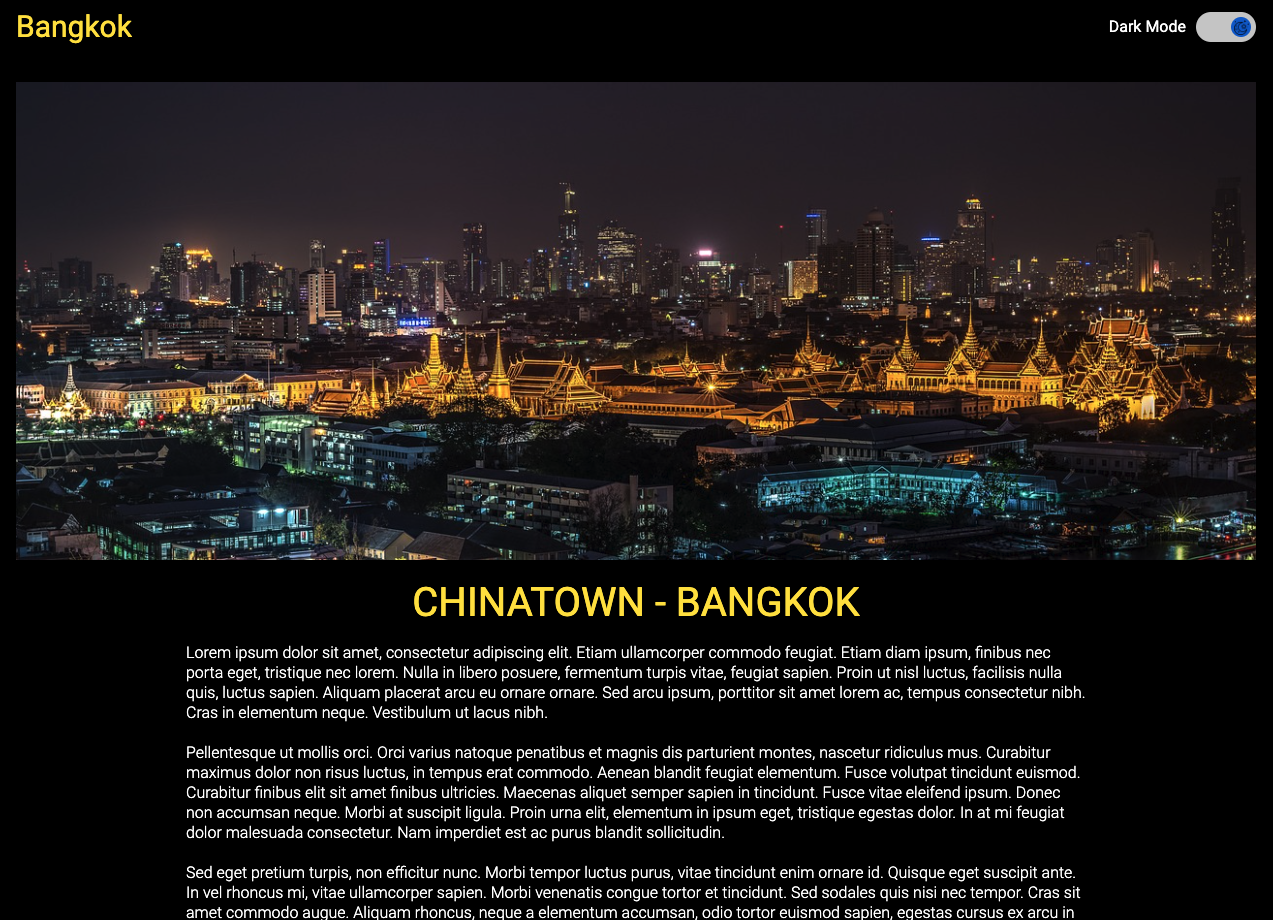 Bangkok
Dark Mode
CHINATOWN - BANGKOK
Lorem ipsum dolor sit amet, consectetur adipiscing elit. Etiam ullamcorper commodo feugiat. Etiam diam ipsum, finibus nec
porta eget, tristique nec lorem. Nulla in libero posuere, fermentum turpis vitae, feugiat sapien. Proin ut nisl luctus, facilisis nulla
quis, luctus sapien. Aliquam placerat arcu eu ornare ornare. Sed arcu ipsum, porttitor sit amet lorem ac, tempus consectetur nibh.
Cras in elementum neque. Vestibulum ut lacus nibh.
Pellentesque ut mollis orci. Orci varius natoque penatibus et magnis dis parturient montes, nascetur ridiculus mus. Curabitur
maximus dolor non risus luctus, in tempus erat commodo. Aenean blandit feugiat elementum. Fusce volutpat tincidunt euismod.
Curabitur finibus elit sit amet finibus ultricies. Maecenas aliquet semper sapien in tincidunt. Fusce vitae eleifend ipsum. Donec
non accumsan neque. Morbi at suscipit ligula. Proin urna elit, elementum in ipsum eget, tristique egestas dolor. In at mi feugiat
dolor malesuada consectetur. Nam imperdiet est ac purus blandit sollicitudin.
Sed eget pretium turpis, non efficitur nunc. Morbi tempor luctus purus, vitae tincidunt enim ornare id. Quisque eget suscipit ante.
In vel rhoncus mi, vitae ullamcorper sapien. Morbi venenatis congue tortor et tincidunt. Sed sodales quis nisi nec tempor. Cras sit
amet commodo augue. Aliquam rhoncus, neque a elementum accumsan, odio tortor euismod sapien, egestas cursus ex arcu in